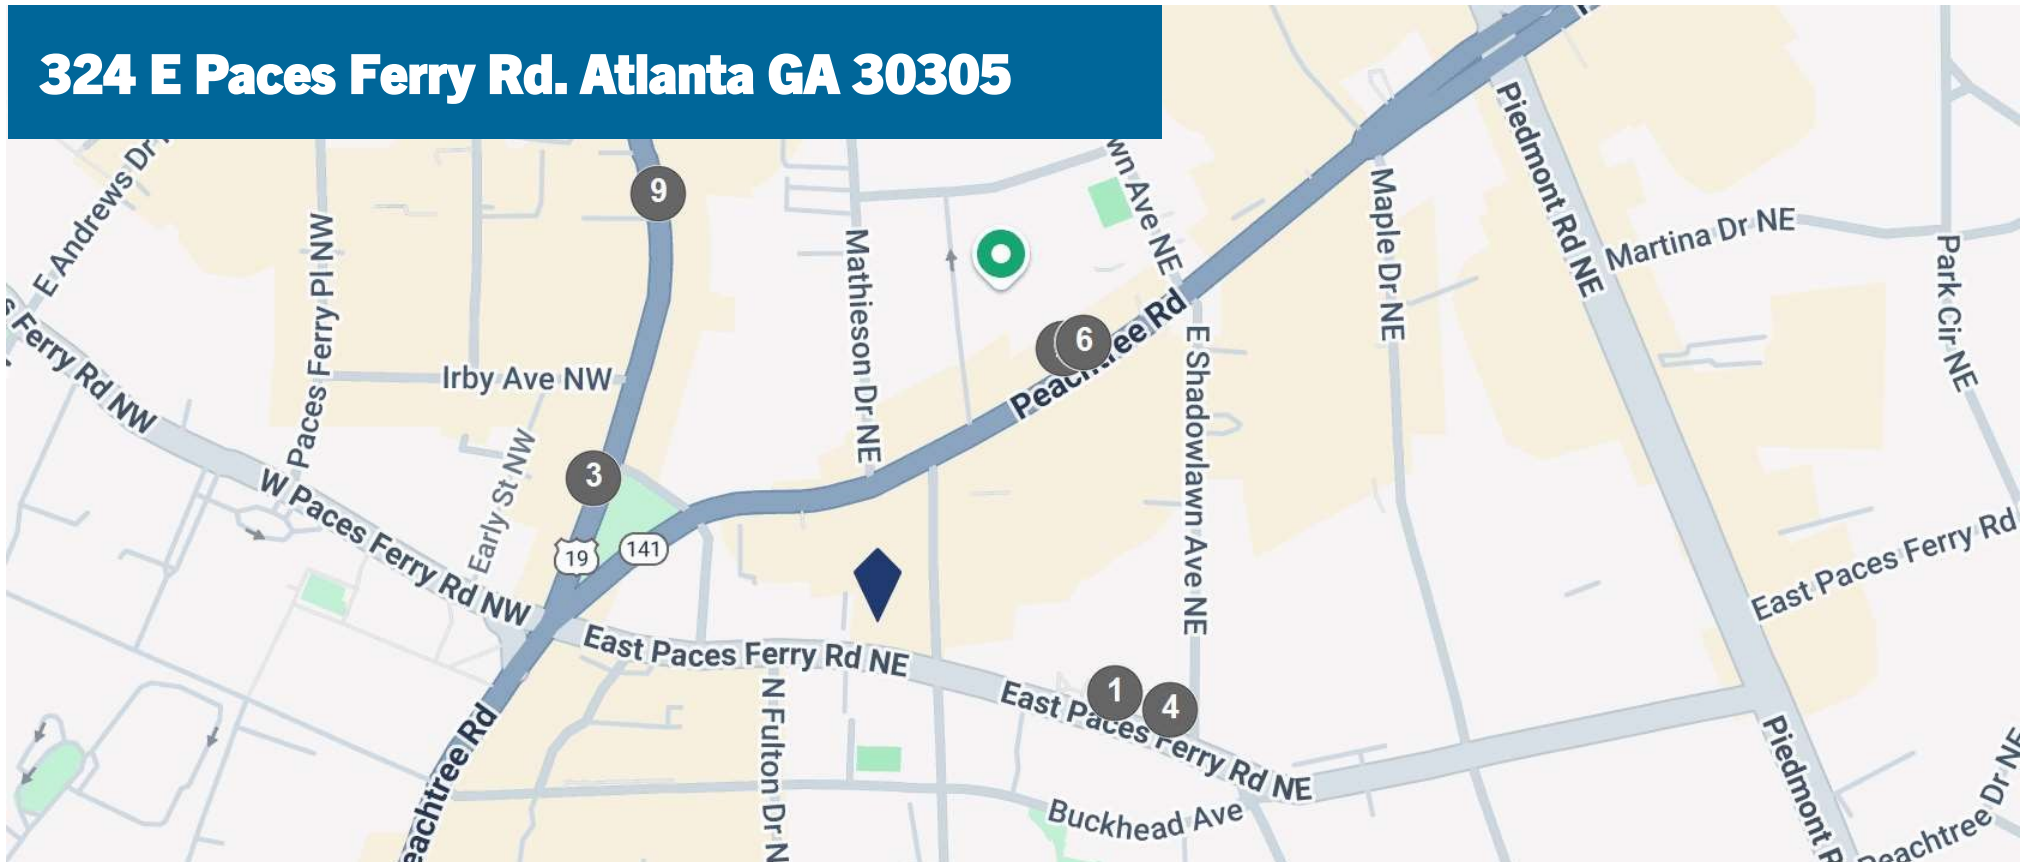 324 E Paces Ferry Rd. Atlanta GA 30305
E Andrews Dr
Paces Ferry Pl NW
9
Mathieson Dr NE
Ave NE
Maple Dr NE
Piedmont Rd NE
Martina Dr NE
Park Cir NE
Ferry Rd NW
Irby Ave NW
6
Peachtree Rd
E Shadowlawn Ave NE
3
Early St NW
W Paces Ferry Rd NW
19
141
East Paces Ferry Rd
East Paces Ferry Rd NE
East Paces Ferry Rd NE
1
4
N Fulton Dr N
Buckhead Ave
eachtree Rd
Piedmont R
Peachtree Dr NE